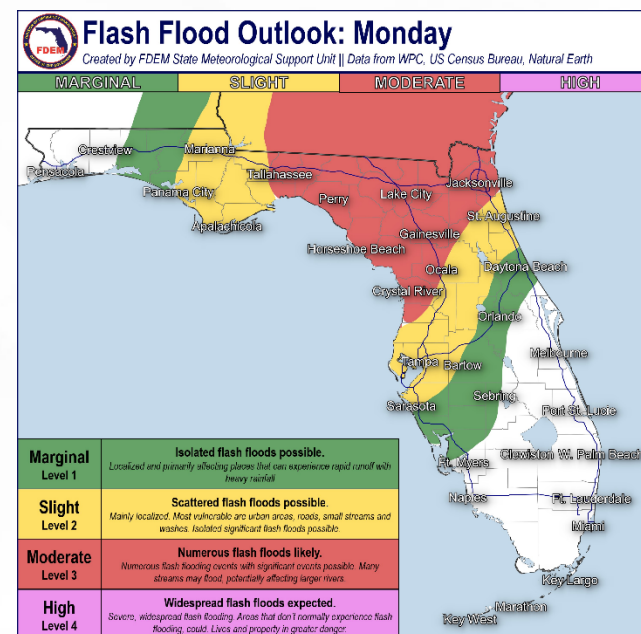 Flash Flood Outlook: Monday
Created by FDEM State Meteorological Support Unit || Data from WPC, US Census Bureau, Natural Earth
FDEM
MARGINAL SLIGHT MODERATE HIGH
Crestview
Marianna
Pensacola
Tallahassee
Panama City
Apalachicola
Perry
Lake City
Jacksonville
St. Augustine
Gainesville
Horseshoe Beach
Ocala
Daytona Beach
Crystal River
Orlando
Tampa
Bartow
Melbourne
Sebring
Sarasota
Port St. Lucie
Clewiston
W. Palm Beach
Ft. Myers
Naples
Ft. Lauderdale
Miami
Key Largo
Marathon
Key West
Marginal
Level 1
Isolated flash floods possible.
Localized and primarily affecting places that can experience rapid runoff with
heavy rainfall
Slight
Level 2
Scattered flash floods possible.
Mainly localized. Most vulnerable are urban areas, roads, small streams and
washes. Isolated significant flash floods possible.
Moderate
Level 3
Numerous flash floods likely.
Numerous flash flooding events with significant events possible. Many
streams may flood, potentially affecting larger rivers.
High
Level 4
Widespread flash floods expected.
Severe, widespread flash flooding. Areas that don't normally experience flash
flooding, could. Lives and property in greater danger.